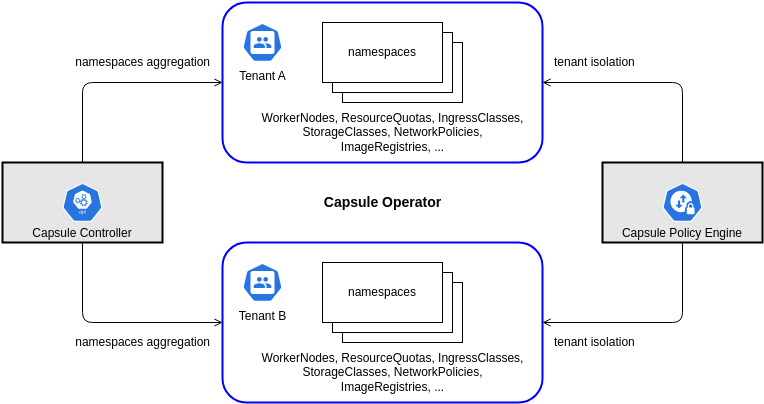 namespaces aggregation
Tenant A
namespaces
WorkerNodes, ResourceQuotas, IngressClasses,
StorageClasses, NetworkPolicies,
ImageRegistries, ...
tenant isolation
api
Capsule Controller
Capsule Operator
Capsule Policy Engine
namespaces aggregation
Tenant B
namespaces
WorkerNodes, ResourceQuotas, IngressClasses,
StorageClasses, NetworkPolicies,
ImageRegistries, ...
tenant isolation